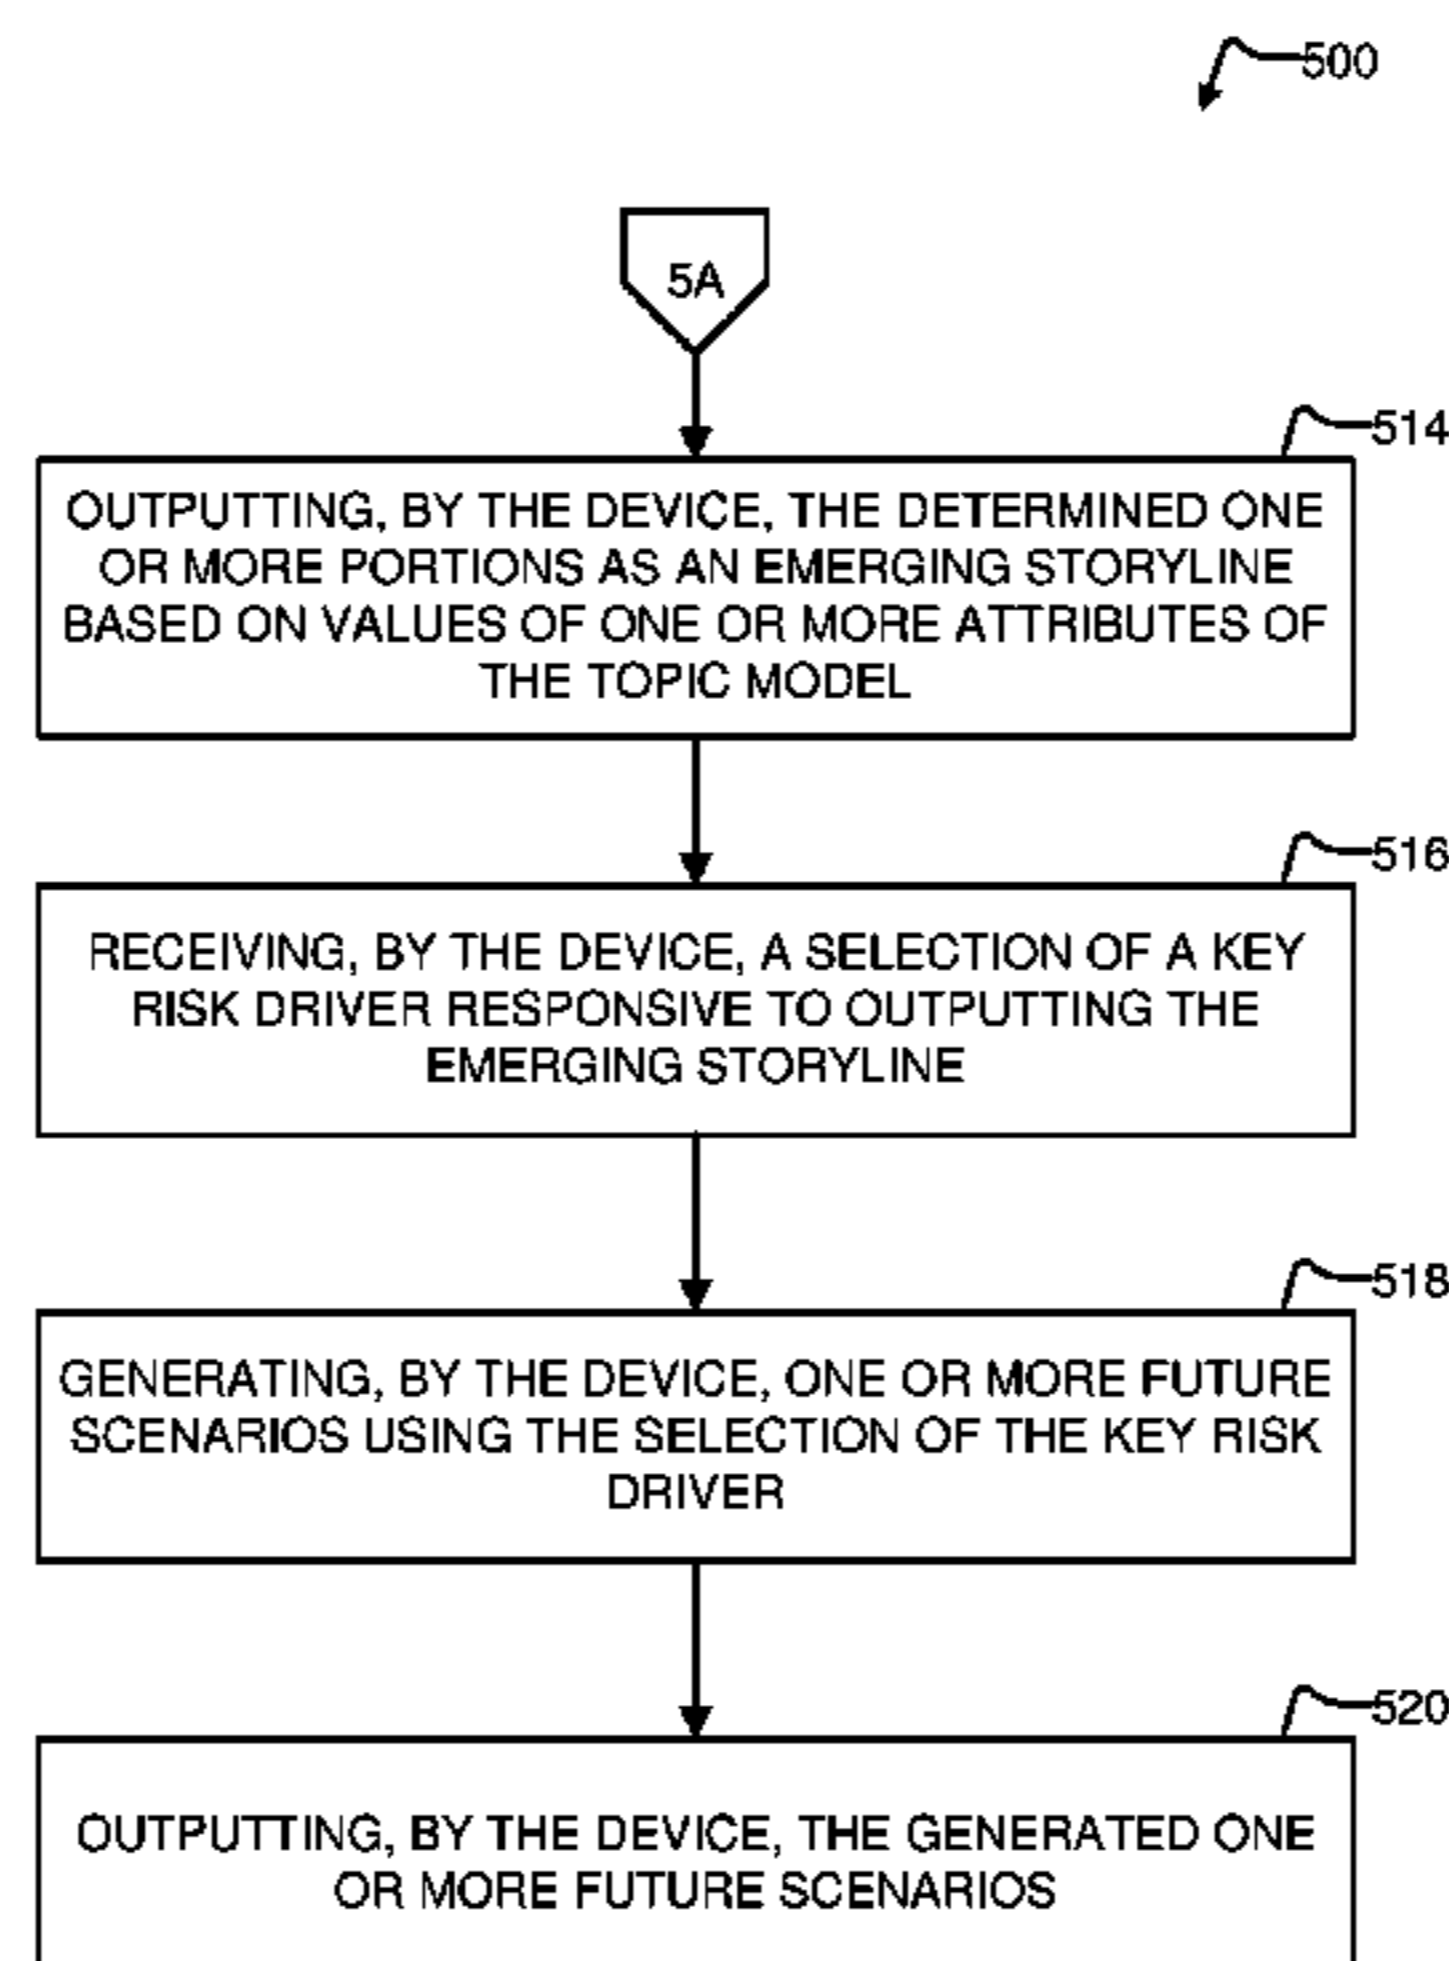 500
5A
514
OUTPUTTING, BY THE DEVICE, THE DETERMINED ONE
OR MORE PORTIONS AS AN EMERGING STORYLINE
BASED ON VALUES OF ONE OR MORE ATTRIBUTES OF
THE TOPIC MODEL
516
RECEIVING, BY THE DEVICE, A SELECTION OF A KEY
RISK DRIVER RESPONSIVE TO OUTPUTTING THE
EMERGING STORYLINE
518
GENERATING, BY THE DEVICE, ONE OR MORE FUTURE
SCENARIOS USING THE SELECTION OF THE KEY RISK
DRIVER
520
OUTPUTTING, BY THE DEVICE, THE GENERATED ONE
OR MORE FUTURE SCENARIOS